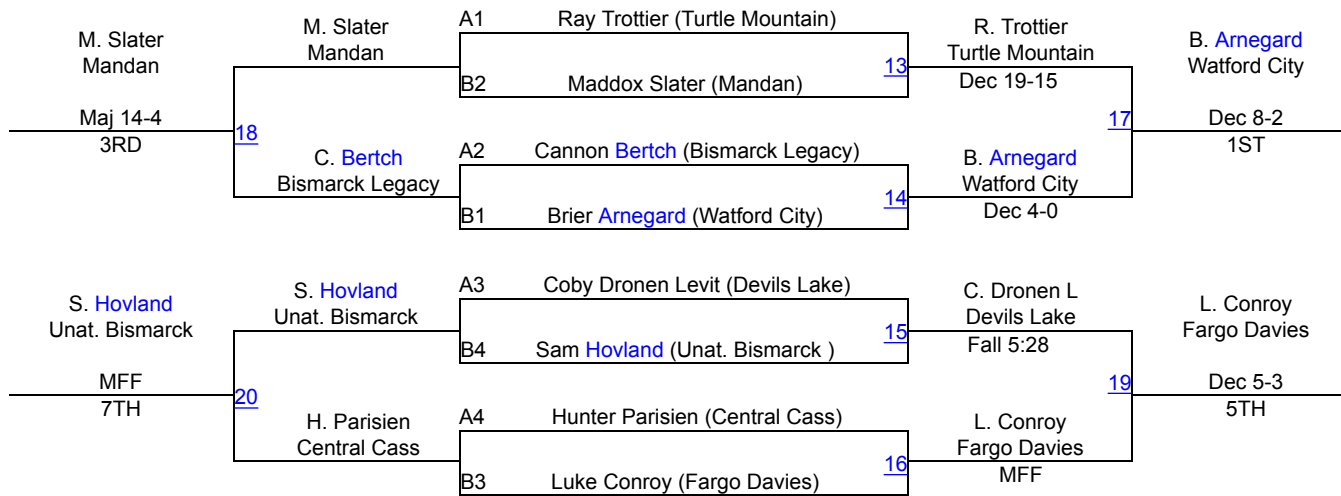 M. Slater
Mandan
Maj 14-4
3RD
18
M. Slater
Mandan
C. Bertch
Bismarck Legacy
A1 Ray Trottier (Turtle Mountain)
13
B2 Maddox Slater (Mandan)
A2 Cannon Bertch (Bismarck Legacy)
14
B1 Brier Arnegard (Watford City)
R. Trottier
Turtle Mountain
Dec 19-15
17
B. Arnegard
Watford City
Dec 4-0
B. Arnegard
Watford City
Dec 8-2
1ST
S. Hovland
Unat. Bismarck
MFF
7TH
20
S. Hovland
Unat. Bismarck
H. Parisien
Central Cass
A3 Coby Dronen Levit (Devils Lake)
15
B4 Sam Hovland (Unat. Bismarck )
A4 Hunter Parisien (Central Cass)
16
B3 Luke Conroy (Fargo Davies)
C. Dronen L
Devils Lake
Fall 5:28
19
L. Conroy
Fargo Davies
MFF
L. Conroy
Fargo Davies
Dec 5-3
5TH